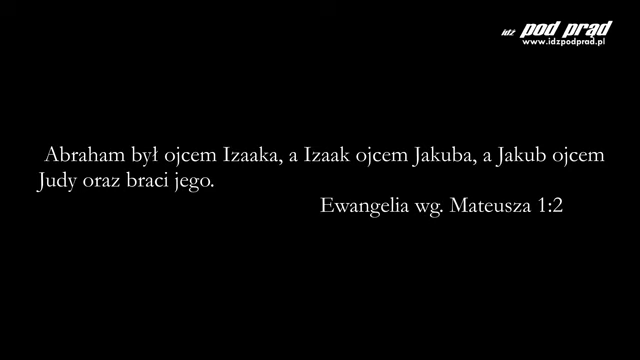 idź pod prąd
www.idzpodprad.pl
Abraham był ojcem Izaaka, a Izaak ojcem Jakuba, a Jakub ojcem
Judy oraz braci jego.
Ewangelia wg. Mateusza 1:2